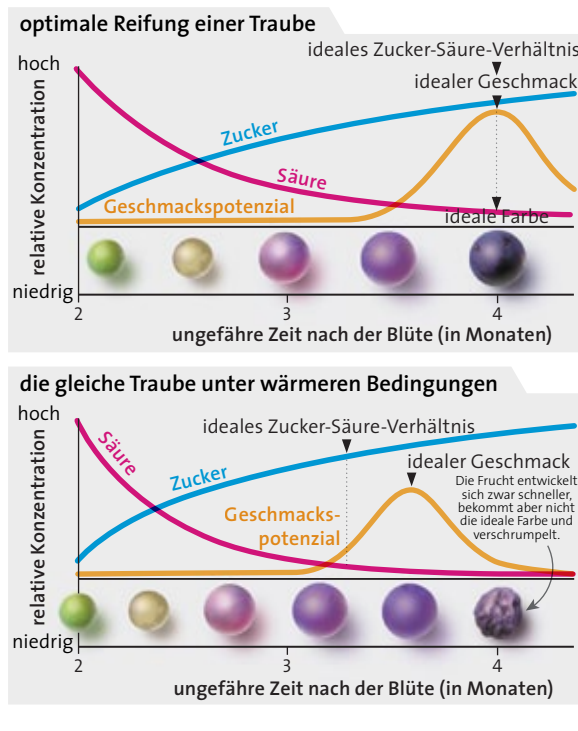 optimale Reifung einer Traube
ideales Zucker-Säure-Verhältnis
hoch
idealer Geschmack
Zucker
Säure
Geschmackspotenzial
ideale Farbe
relative Konzentration
niedrig
2
3
4
ungefähre Zeit nach der Blüte (in Monaten)
die gleiche Traube unter wärmeren Bedingungen
hoch
ideales Zucker-Säure-Verhältnis
Säure
Zucker
idealer Geschmack
Die Frucht entwickelt
sich zwar schneller,
bekommt aber nicht
die ideale Farbe und
verschrumpelt.
Geschmacks-
potenzial
relative Konzentration
niedrig
2
3
4
ungefähre Zeit nach der Blüte (in Monaten)